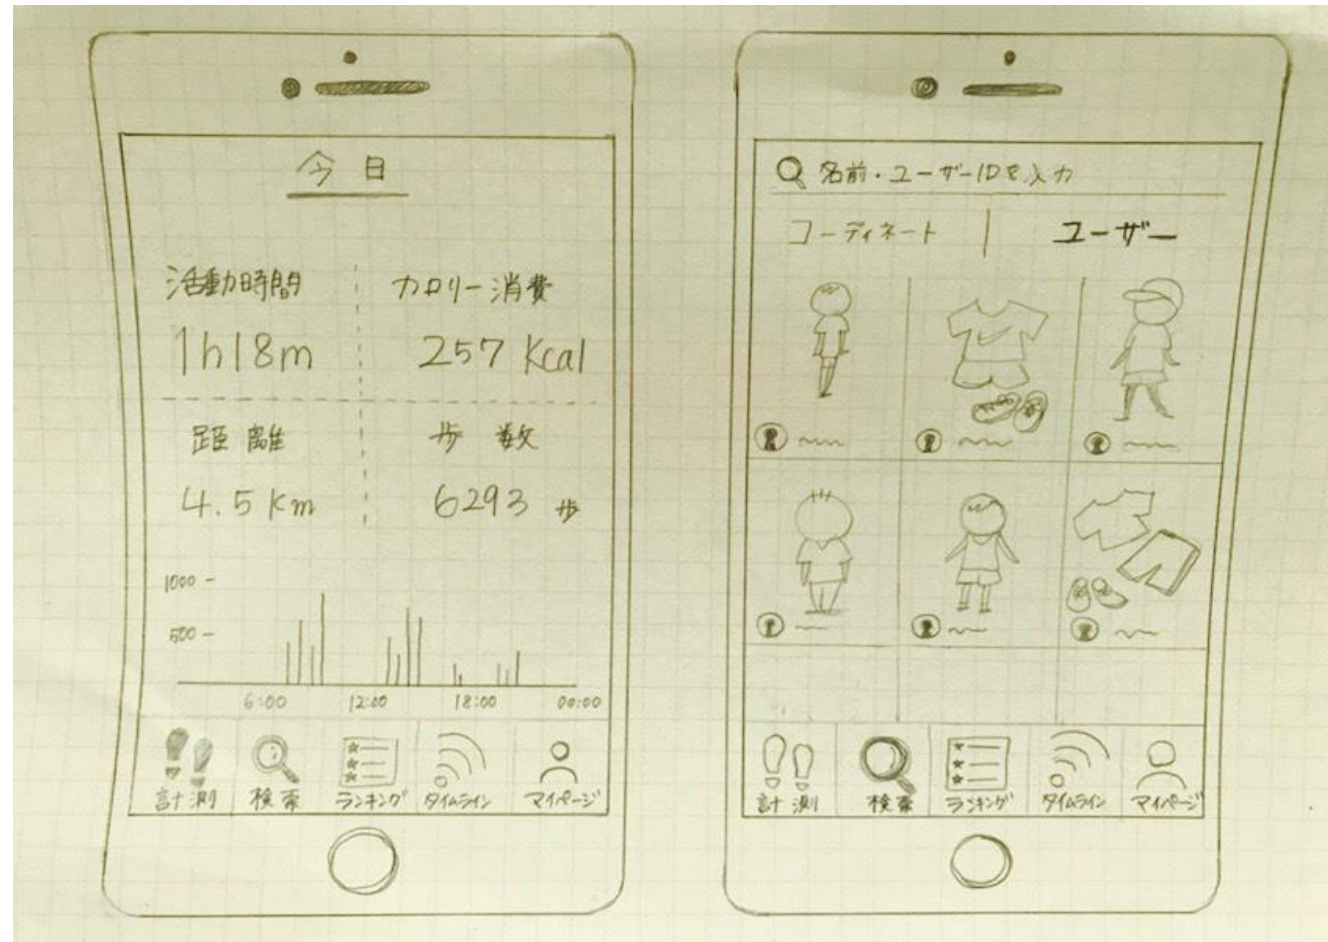 今日
活動時間 カロリー消費
1h18m 257 Kcal
距離 歩数
4.5 km 6293 歩
1000
500
6:00 12:00 18:00 00:00
計測 検索 ランキング タイムライン マイページ
名前・ユーザーIDを入力
コーディネート | ユーザー
計測 検索 ランキング タイムライン マイページ